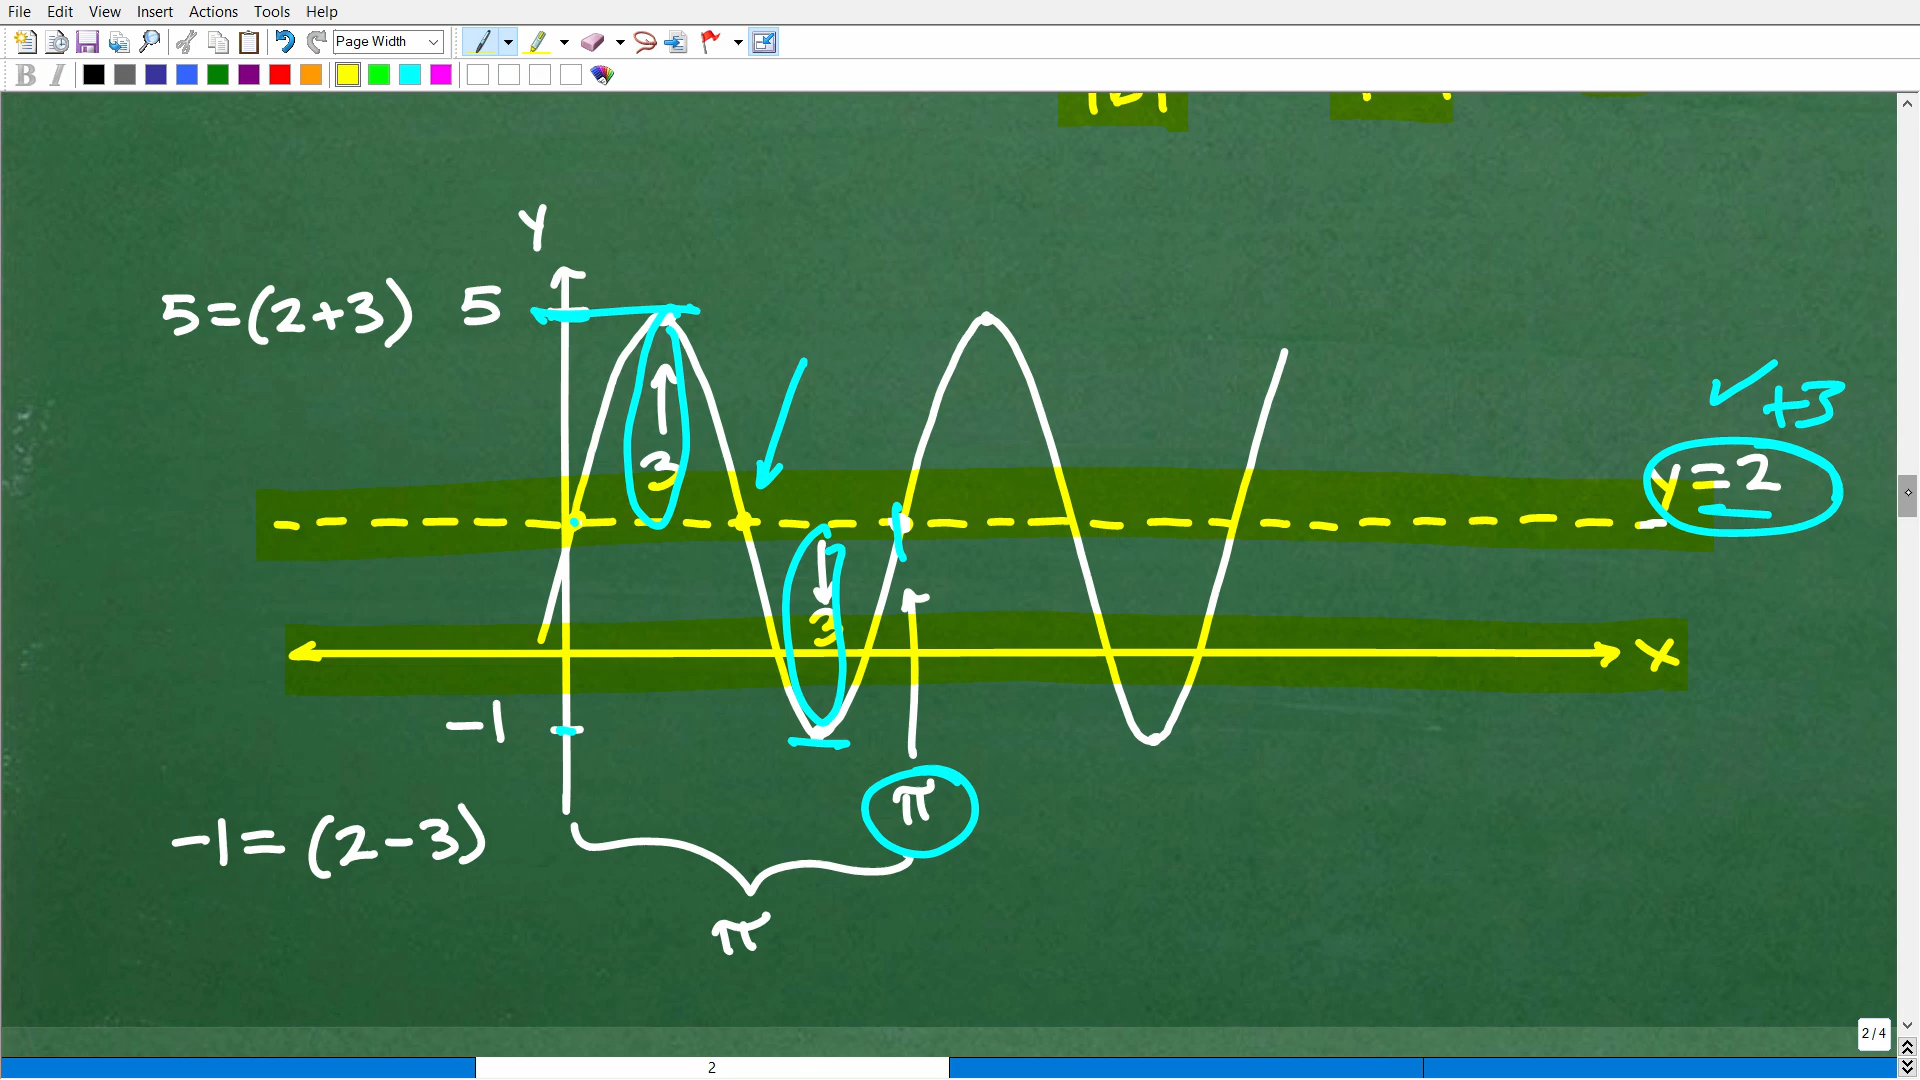 File Edit View Insert Actions Tools Help
Page Width
B I
|B|
Y
5=(2+3) 5
+3
3
y=2
3
X
-1
π
-1=(2-3)
π
2/4
2